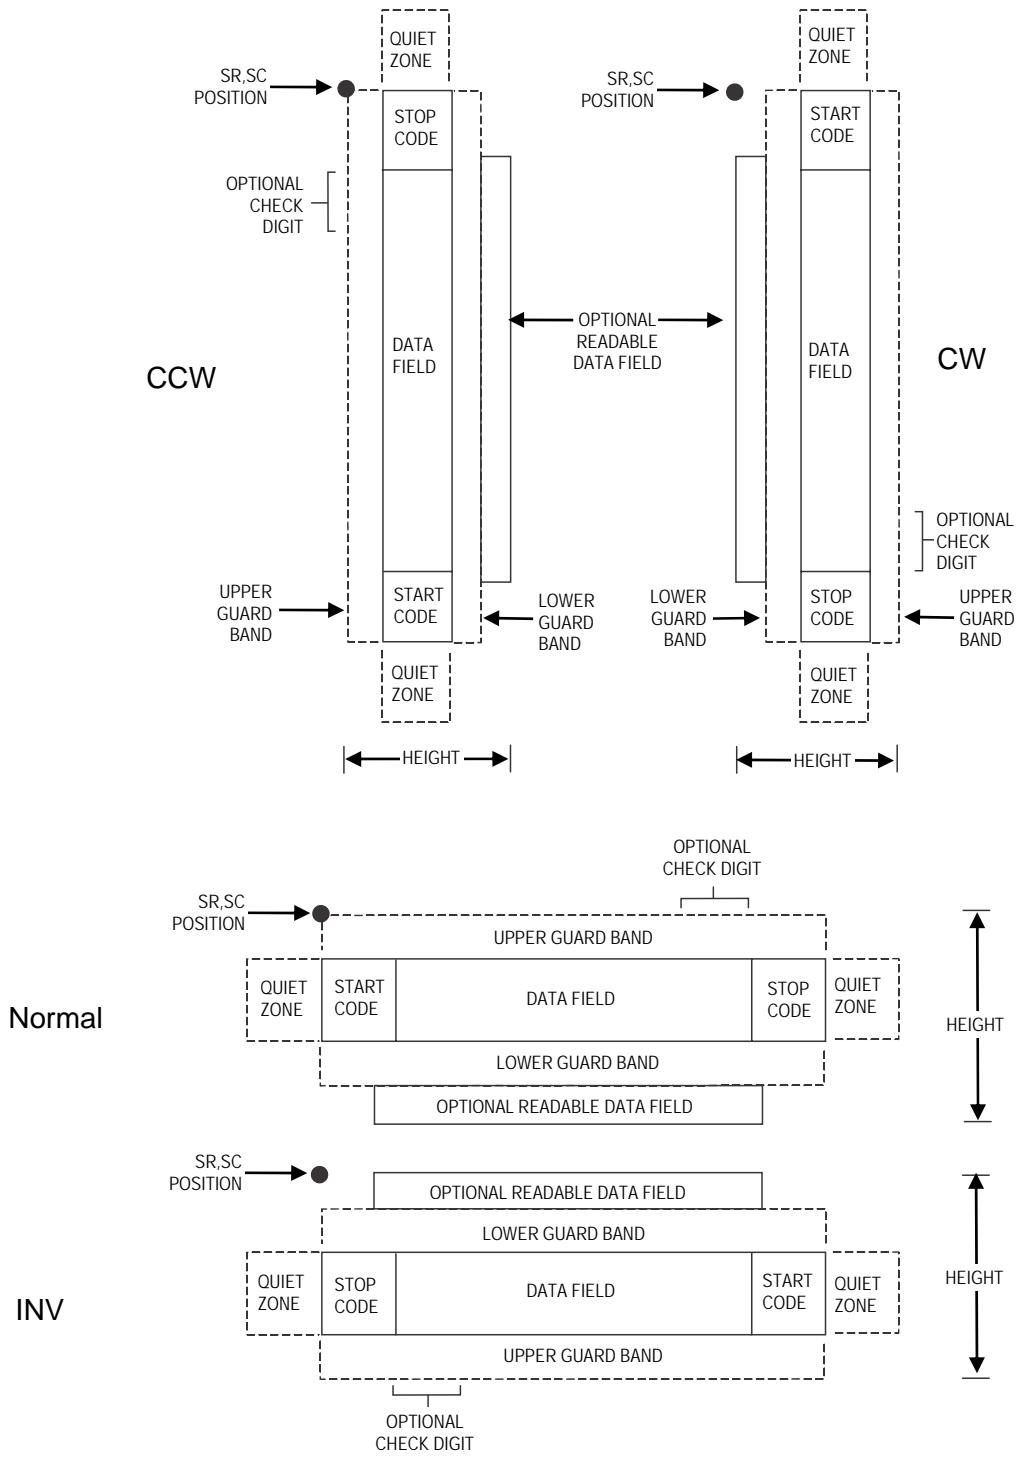 QUIET
ZONE
SR,SC
POSITION
STOP
CODE
OPTIONAL
CHECK
DIGIT
DATA
FIELD
CCW
UPPER
GUARD
BAND
START
CODE
LOWER
GUARD
BAND
QUIET
ZONE
HEIGHT
OPTIONAL
READABLE
DATA FIELD
QUIET
ZONE
SR,SC
POSITION
START
CODE
DATA
FIELD
CW
OPTIONAL
CHECK
DIGIT
LOWER
GUARD
BAND
STOP
CODE
UPPER
GUARD
BAND
QUIET
ZONE
HEIGHT
OPTIONAL
CHECK DIGIT
SR,SC
POSITION
UPPER GUARD BAND
Normal
QUIET
ZONE
START
CODE
DATA FIELD
STOP
CODE
QUIET
ZONE
HEIGHT
LOWER GUARD BAND
OPTIONAL READABLE DATA FIELD
SR,SC
POSITION
OPTIONAL READABLE DATA FIELD
LOWER GUARD BAND
INV
QUIET
ZONE
STOP
CODE
DATA FIELD
START
CODE
QUIET
ZONE
HEIGHT
UPPER GUARD BAND
OPTIONAL
CHECK DIGIT